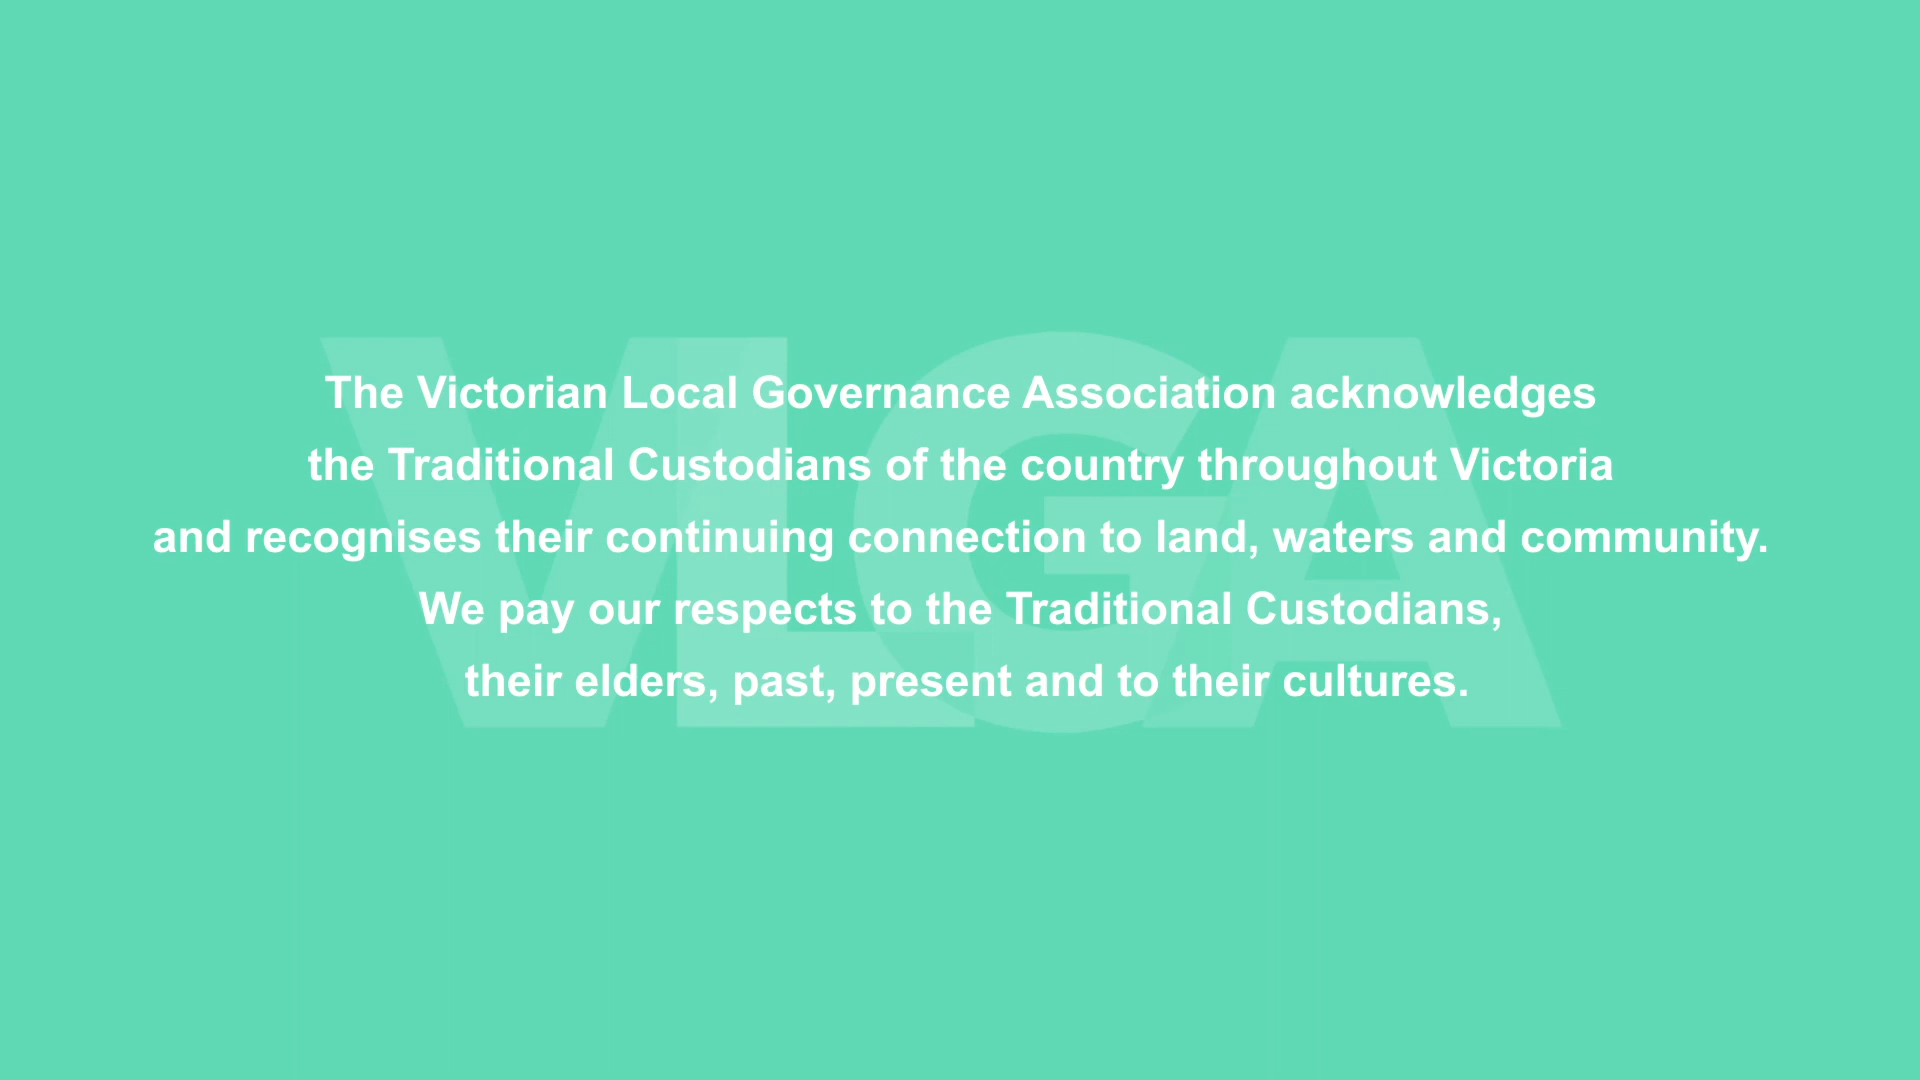 VLGA
The Victorian Local Governance Association acknowledges
the Traditional Custodians of the country throughout Victoria
and recognises their continuing connection to land, waters and community.
We pay our respects to the Traditional Custodians,
their elders, past, present and to their cultures.